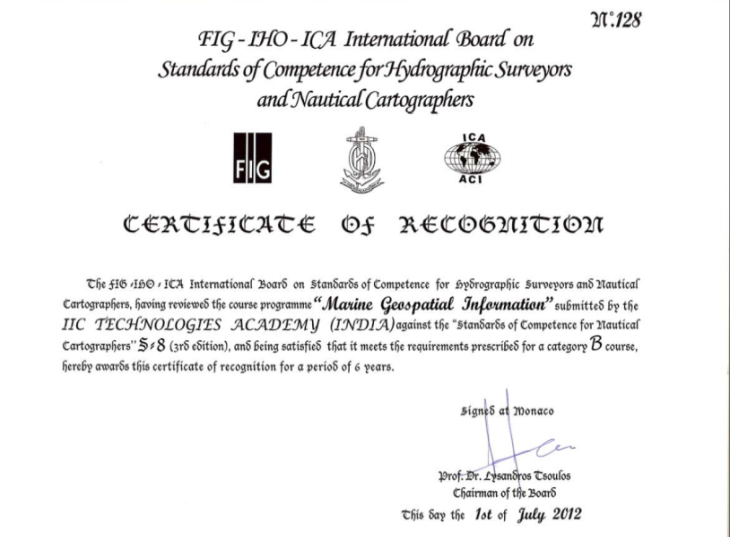 N°.128
FIG - IHO - ICA International Board on
Standards of Competence for Hydrographic Surveyors
and Nautical Cartographers
FIG
ICA
ACI
CERTIFICATE OF RECOGNITION
The FIG -IHO - ICA International Board on Standards of Competence for Hydrographic Surveyors and Nautical
Cartographers, having reviewed the course programme "Marine Geospatial Information" submitted by the
IIC TECHNOLOGIES ACADEMY (INDIA) against the "Standards of Competence for Nautical
Cartographers" S-8 (3rd edition), and being satisfied that it meets the requirements prescribed for a category B course,
hereby awards this certificate of recognition for a period of 6 years.
Signed at Monaco
Prof. Dr. Lysandros Tsoulos
Chairman of the Board
This day the 1st of July 2012